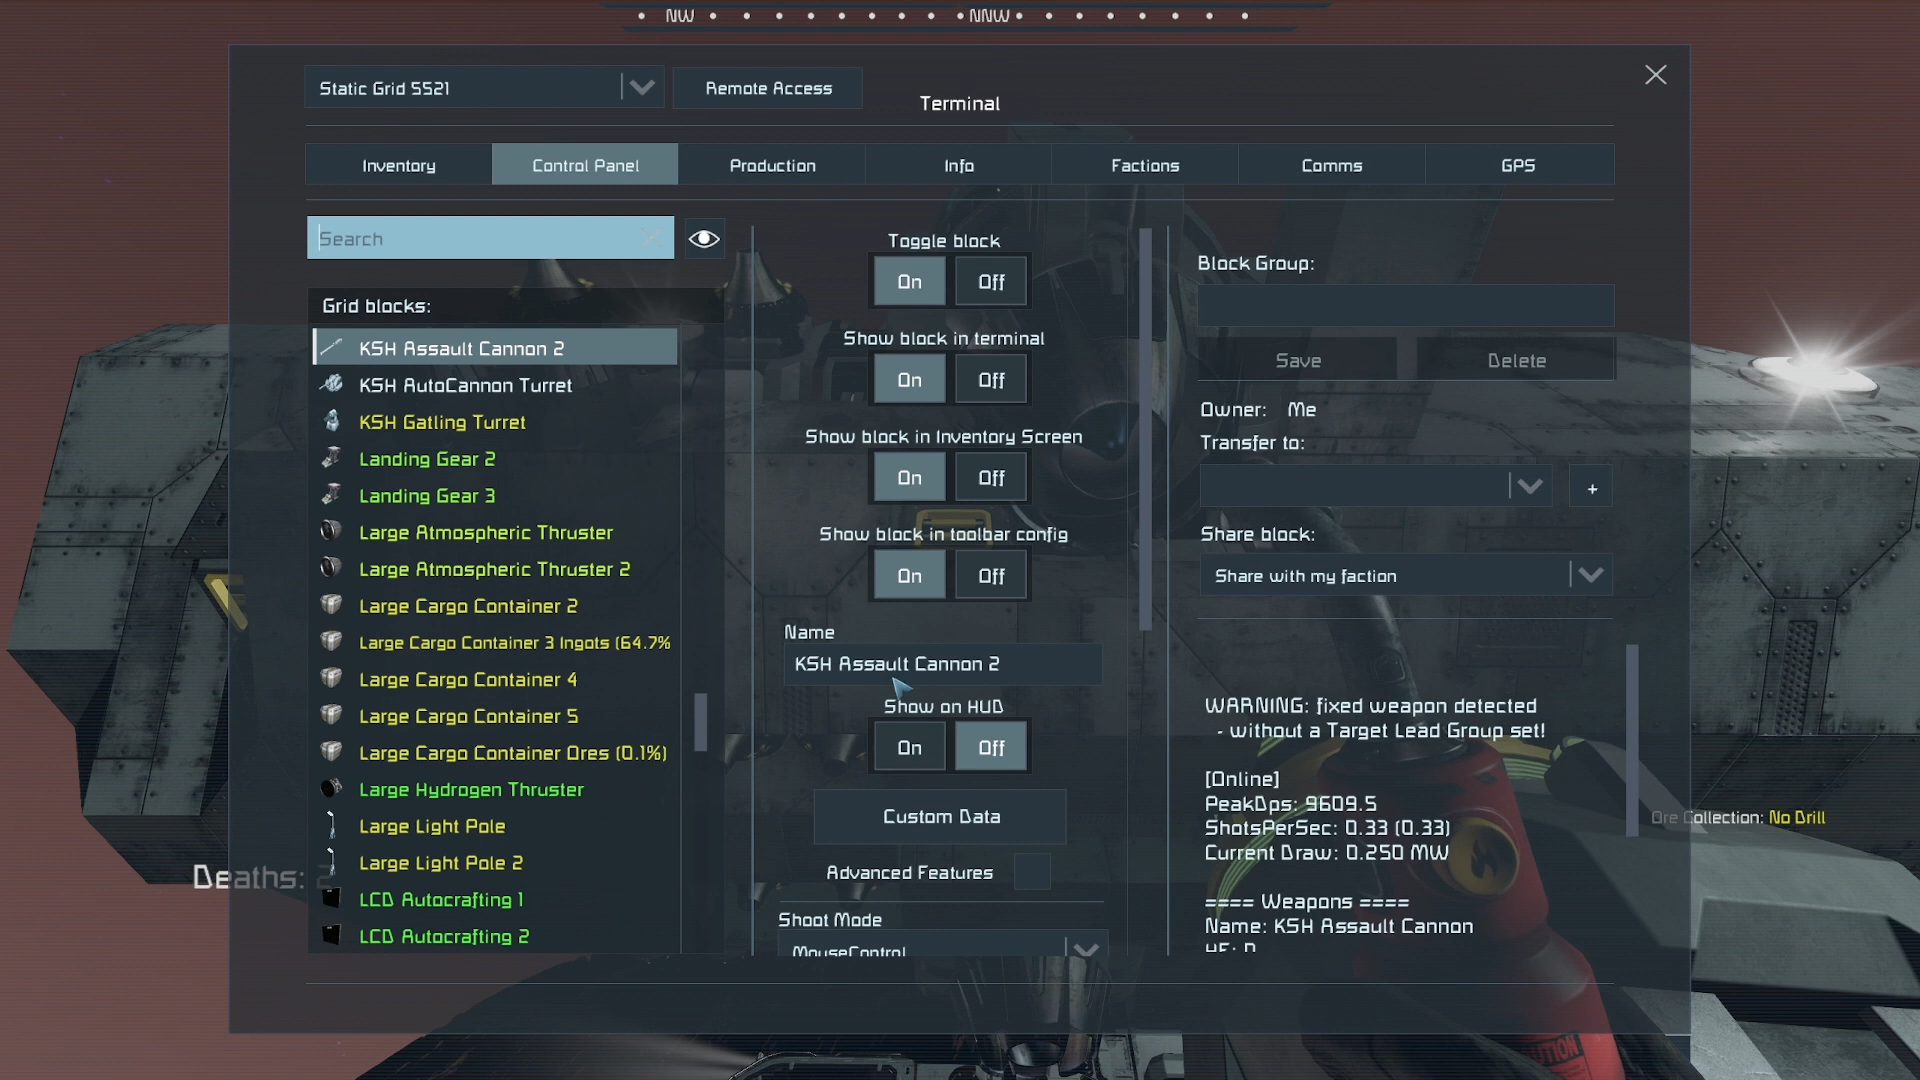 NW
NNW
Static Grid 5521
Remote Access
Terminal
Inventory
Control Panel
Production
Info
Factions
Comms
GPS
Search
Grid blocks:
KSH Assault Cannon 2
KSH AutoCannon Turret
KSH Gatling Turret
Landing Gear 2
Landing Gear 3
Large Atmospheric Thruster
Large Atmospheric Thruster 2
Large Cargo Container 2
Large Cargo Container 3 Ingots (64.7%
Large Cargo Container 4
Large Cargo Container 5
Large Cargo Container Ores (0.1%)
Large Hydrogen Thruster
Large Light Pole
Large Light Pole 2
LCD Autocrafting 1
LCD Autocrafting 2
Deaths: 2
Toggle block
On Off
Show block in terminal
On Off
Show block in Inventory Screen
On Off
Show block in toolbar config
On Off
Name
KSH Assault Cannon 2
Show on HUD
On Off
Custom Data
Advanced Features
Shoot Mode
MouseControl
Block Group:
Save
Delete
Owner: Me
Transfer to:
+
Share block:
Share with my faction
WARNING: fixed weapon detected
- without a Target Lead Group set!
[Online]
PeakDps: 9609.5
ShotsPerSec: 0.33 (0.33)
Current Draw: 0.250 MW
==== Weapons ====
Name: KSH Assault Cannon
Ore Collection: No Drill